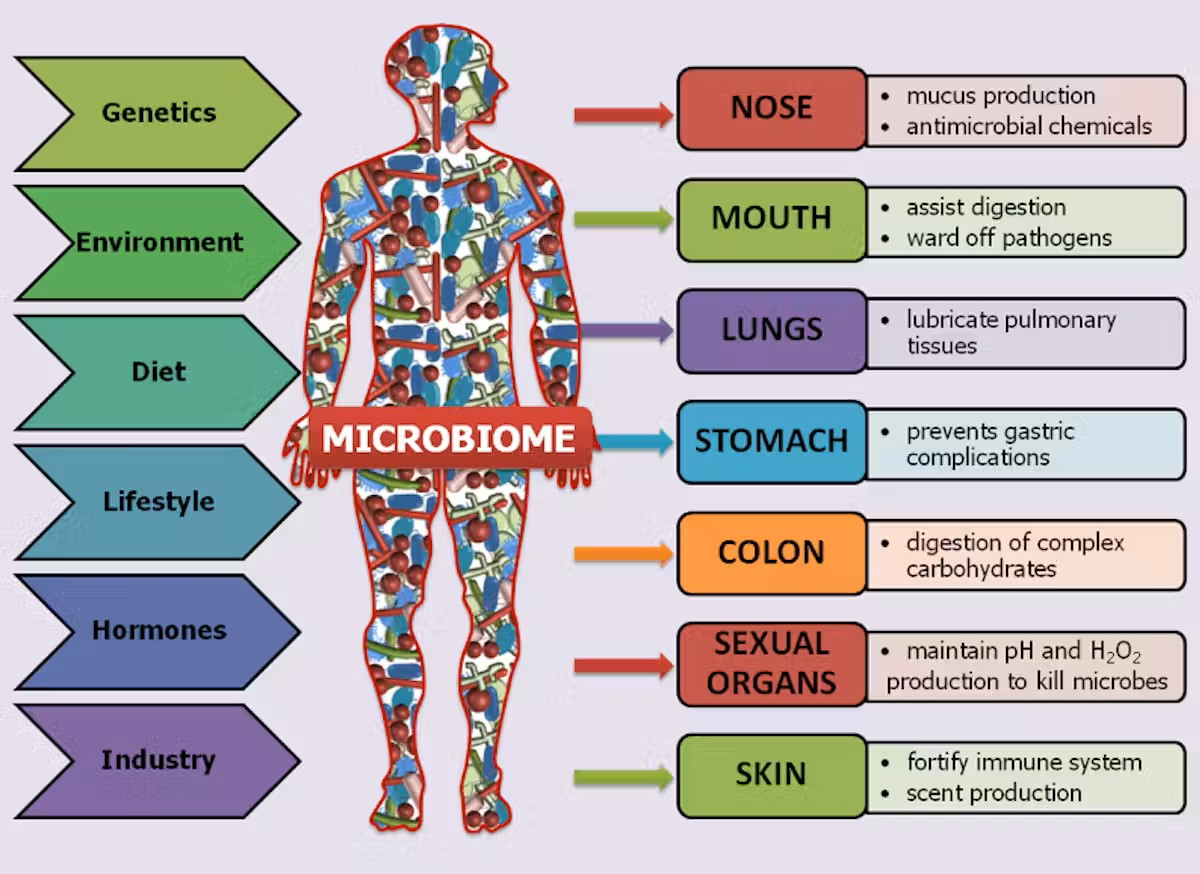 Genetics
Environment
Diet
Lifestyle
Hormones
Industry
MICROBIOME
NOSE
• mucus production
• antimicrobial chemicals
MOUTH
• assist digestion
• ward off pathogens
LUNGS
• lubricate pulmonary
tissues
STOMACH
• prevents gastric
complications
COLON
• digestion of complex
carbohydrates
SEXUAL
ORGANS
• maintain pH and H₂O₂
production to kill microbes
SKIN
• fortify immune system
• scent production